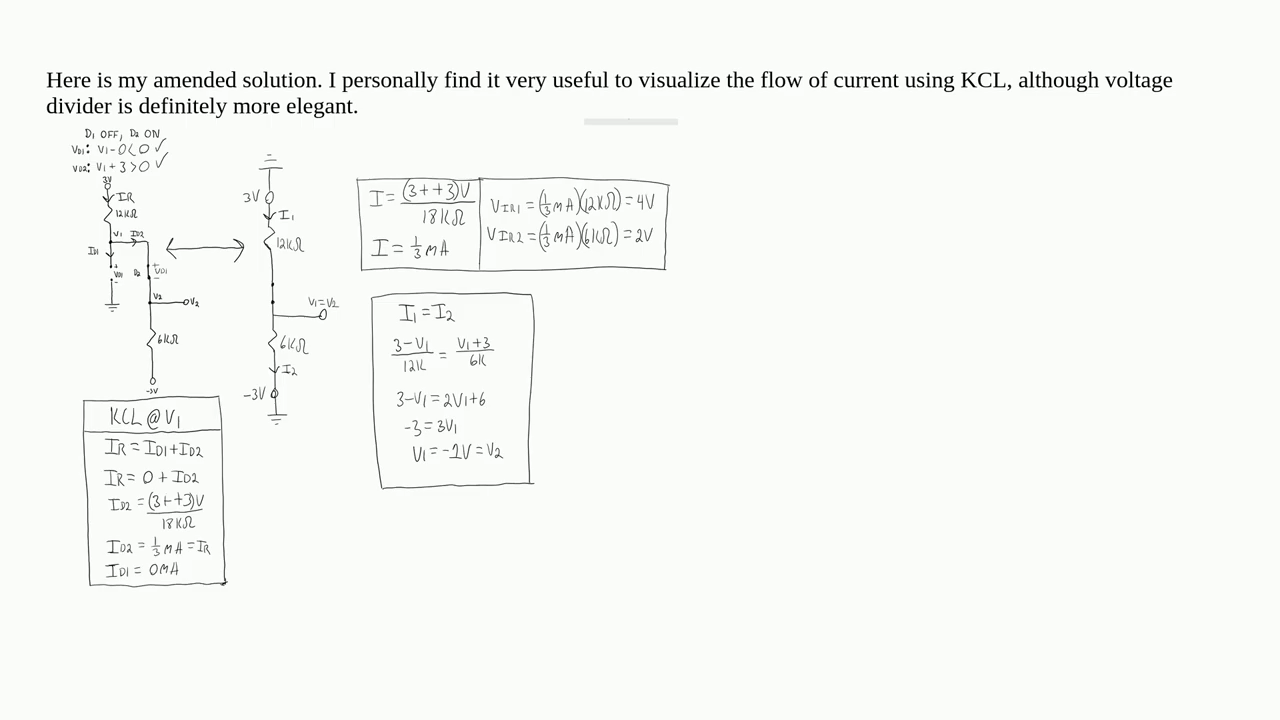 Here is my amended solution. I personally find it very useful to visualize the flow of current using KCL, although voltage
divider is definitely more elegant.
D1 OFF, D2 ON
VD1: V1-0<0 ✓
VD2: V1+3>0 ✓
3V
IR
12KΩ
V1 ID2
ID1
+
VD1
-
D2
+
VD1
-
V2
V2
6KΩ
-3V
3V
I1
12KΩ
V1=V2
6KΩ
I2
-3V
I = (3++3)V / 18KΩ
I = 1/3 mA
VIR1 = (1/3 mA)(12KΩ) = 4V
VIR2 = (1/3 mA)(6KΩ) = 2V
I1 = I2
3-V1 / 12K = V1+3 / 6K
3-V1 = 2V1+6
-3 = 3V1
V1 = -1V = V2
KCL @ V1
IR = ID1+ID2
IR = 0 + ID2
ID2 = (3++3)V / 18KΩ
ID2 = 1/3 mA = IR
ID1 = 0mA